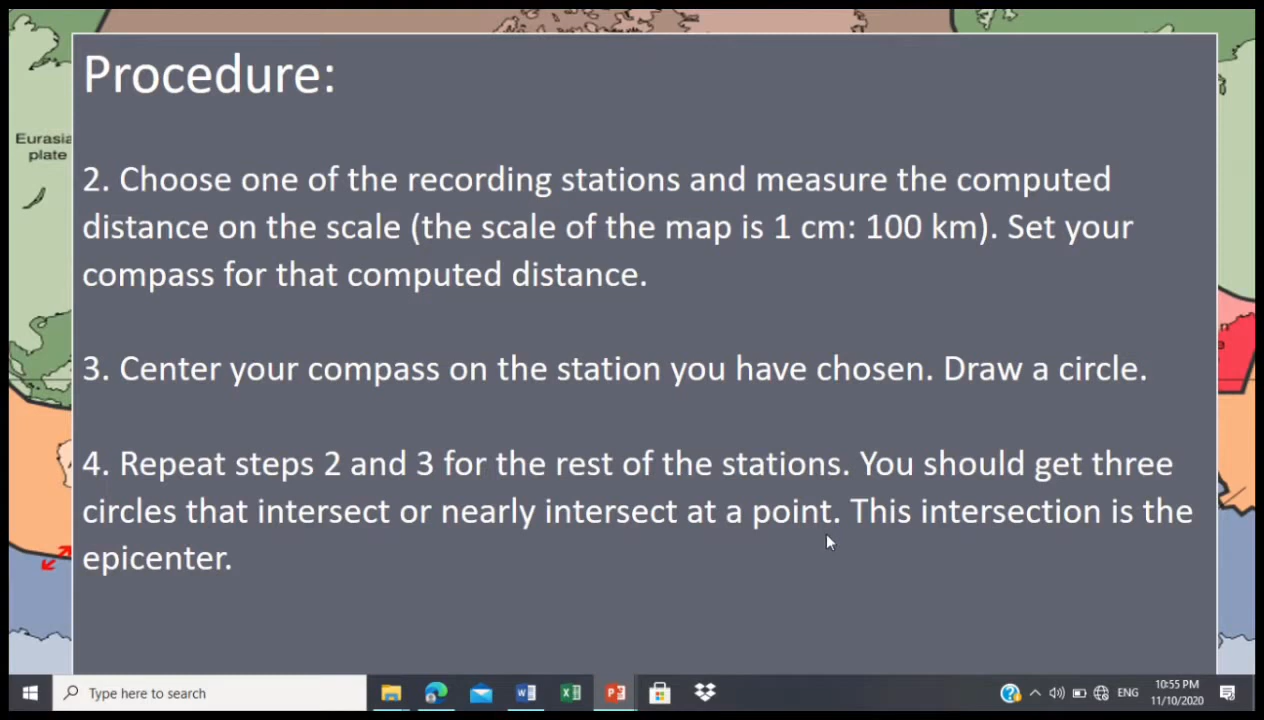 Procedure:
Eurasia
plate
2. Choose one of the recording stations and measure the computed
distance on the scale (the scale of the map is 1 cm: 100 km). Set your
compass for that computed distance.
3. Center your compass on the station you have chosen. Draw a circle.
4. Repeat steps 2 and 3 for the rest of the stations. You should get three
circles that intersect or nearly intersect at a point. This intersection is the
epicenter.
Type here to search
ENG
10:55 PM
11/10/2020